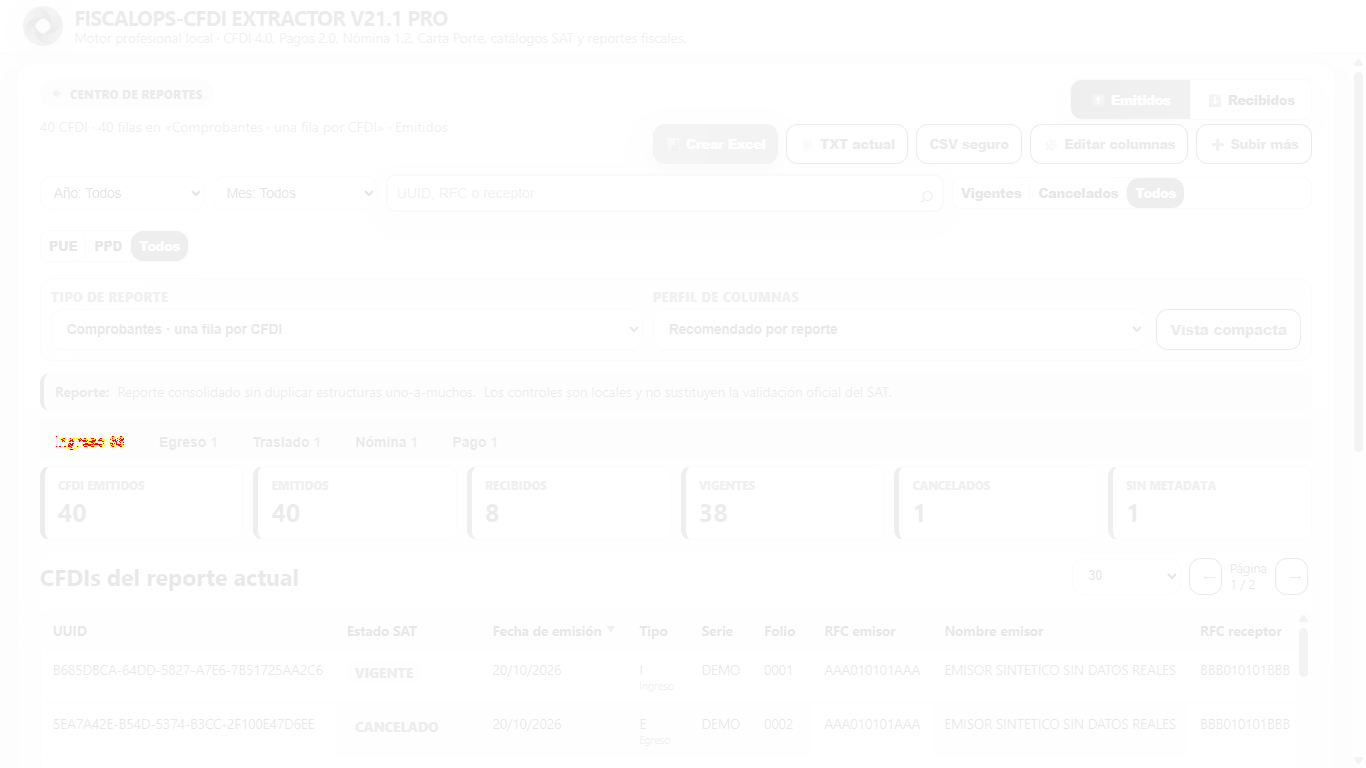 FISCALOPS-CFDI EXTRACTOR V21.1 PRO
Motor profesional local · CFDI 4.0, Pagos 2.0, Nómina 1.2, Carta Porte, catálogos SAT y reportes fiscales.
CENTRO DE REPORTES
Emitidos Recibidos
40 CFDI · 40 filas en «Comprobantes · una fila por CFDI» · Emitidos
Crear Excel TXT actual CSV seguro Editar columnas Subir más
Año: Todos Mes: Todos UUID, RFC o receptor Vigentes Cancelados Todos
PUE PPD Todos
TIPO DE REPORTE PERFIL DE COLUMNAS
Comprobantes · una fila por CFDI Recomendado por reporte Vista compacta
Reporte: Reporte consolidado sin duplicar estructuras uno-a-muchos. Los controles son locales y no sustituyen la validación oficial del SAT.
Ingreso Egreso 1 Traslado 1 Nómina 1 Pago 1
CFDI EMITIDOS EMITIDOS RECIBIDOS VIGENTES CANCELADOS SIN METADATA
40 40 8 38 1 1
CFDIs del reporte actual
30 ← Página 1 / 2 →
UUID Estado SAT Fecha de emisión Tipo Serie Folio RFC emisor Nombre emisor RFC receptor
B685DBCA-64DD-5827-A7E6-7B51725AA2C6 VIGENTE 20/10/2026 I DEMO 0001 AAA010101AAA EMISOR SINTETICO SIN DATOS REALES BBB010101BBB
Ingreso
5EA7A42E-B54D-5374-83CC-2F100E47D6EE CANCELADO 20/10/2026 E DEMO 0002 AAA010101AAA EMISOR SINTETICO SIN DATOS REALES BBB010101BBB
Egreso